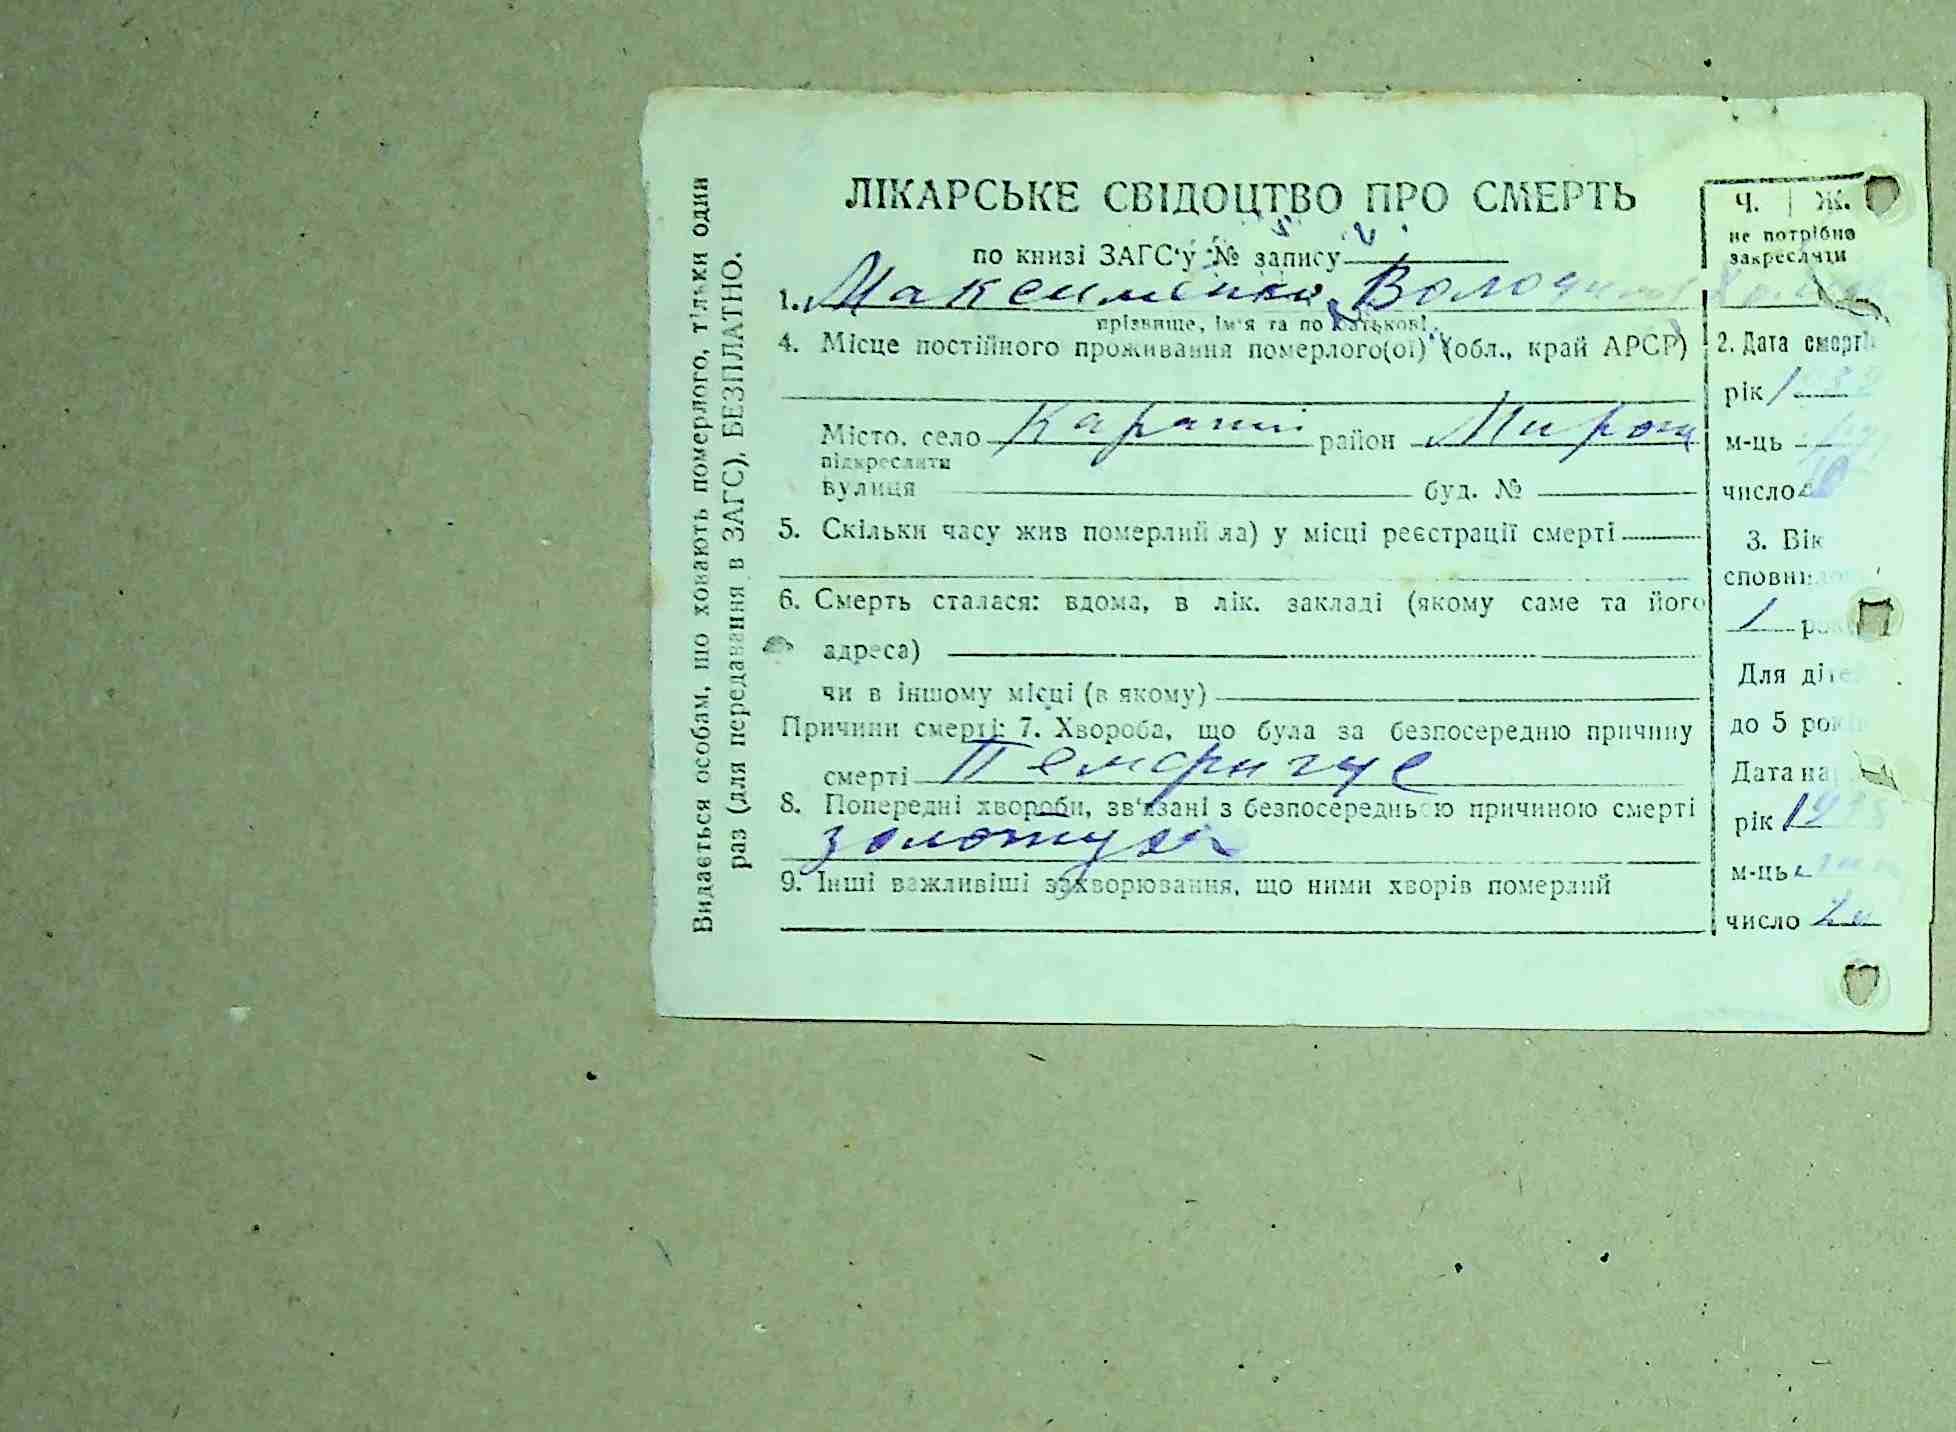 Видається особам, що ховають померлого, тільки один
раз (для передавання в ЗАГС). БЕЗПЛАТНО.
ЛІКАРСЬКЕ СВІДОЦТВО ПРО СМЕРТЬ
по книзі ЗАГС'у № запису
1. Максименко Володимир
прізвище, ім'я та по батькові
4. Місце постійного проживання померлого(ої) (обл., край АРСР)
Місто, село Карапиші район Мирон
підкреслити
вулиця буд. №
5. Скільки часу жив померлий ла) у місці реєстрації смерті
6. Смерть сталася: вдома, в лік. закладі (якому саме та його
адреса)
чи в іншому місці (в якому)
Причини смерті: 7. Хвороба, що була за безпосередню причину
смерті Пемфигус
8. Попередні хвороби, зв'язані з безпосередньою причиною смерті
золотуха
9. Інші важливіші захворювання, що ними хворів померлий
Ч. | Ж.
не потрібне
закреслити
2. Дата смерті
рік
м-ць
число
3. Вік
сповнилось
1
Для дітей
до 5 років
Дата на
рік
м-ць
число